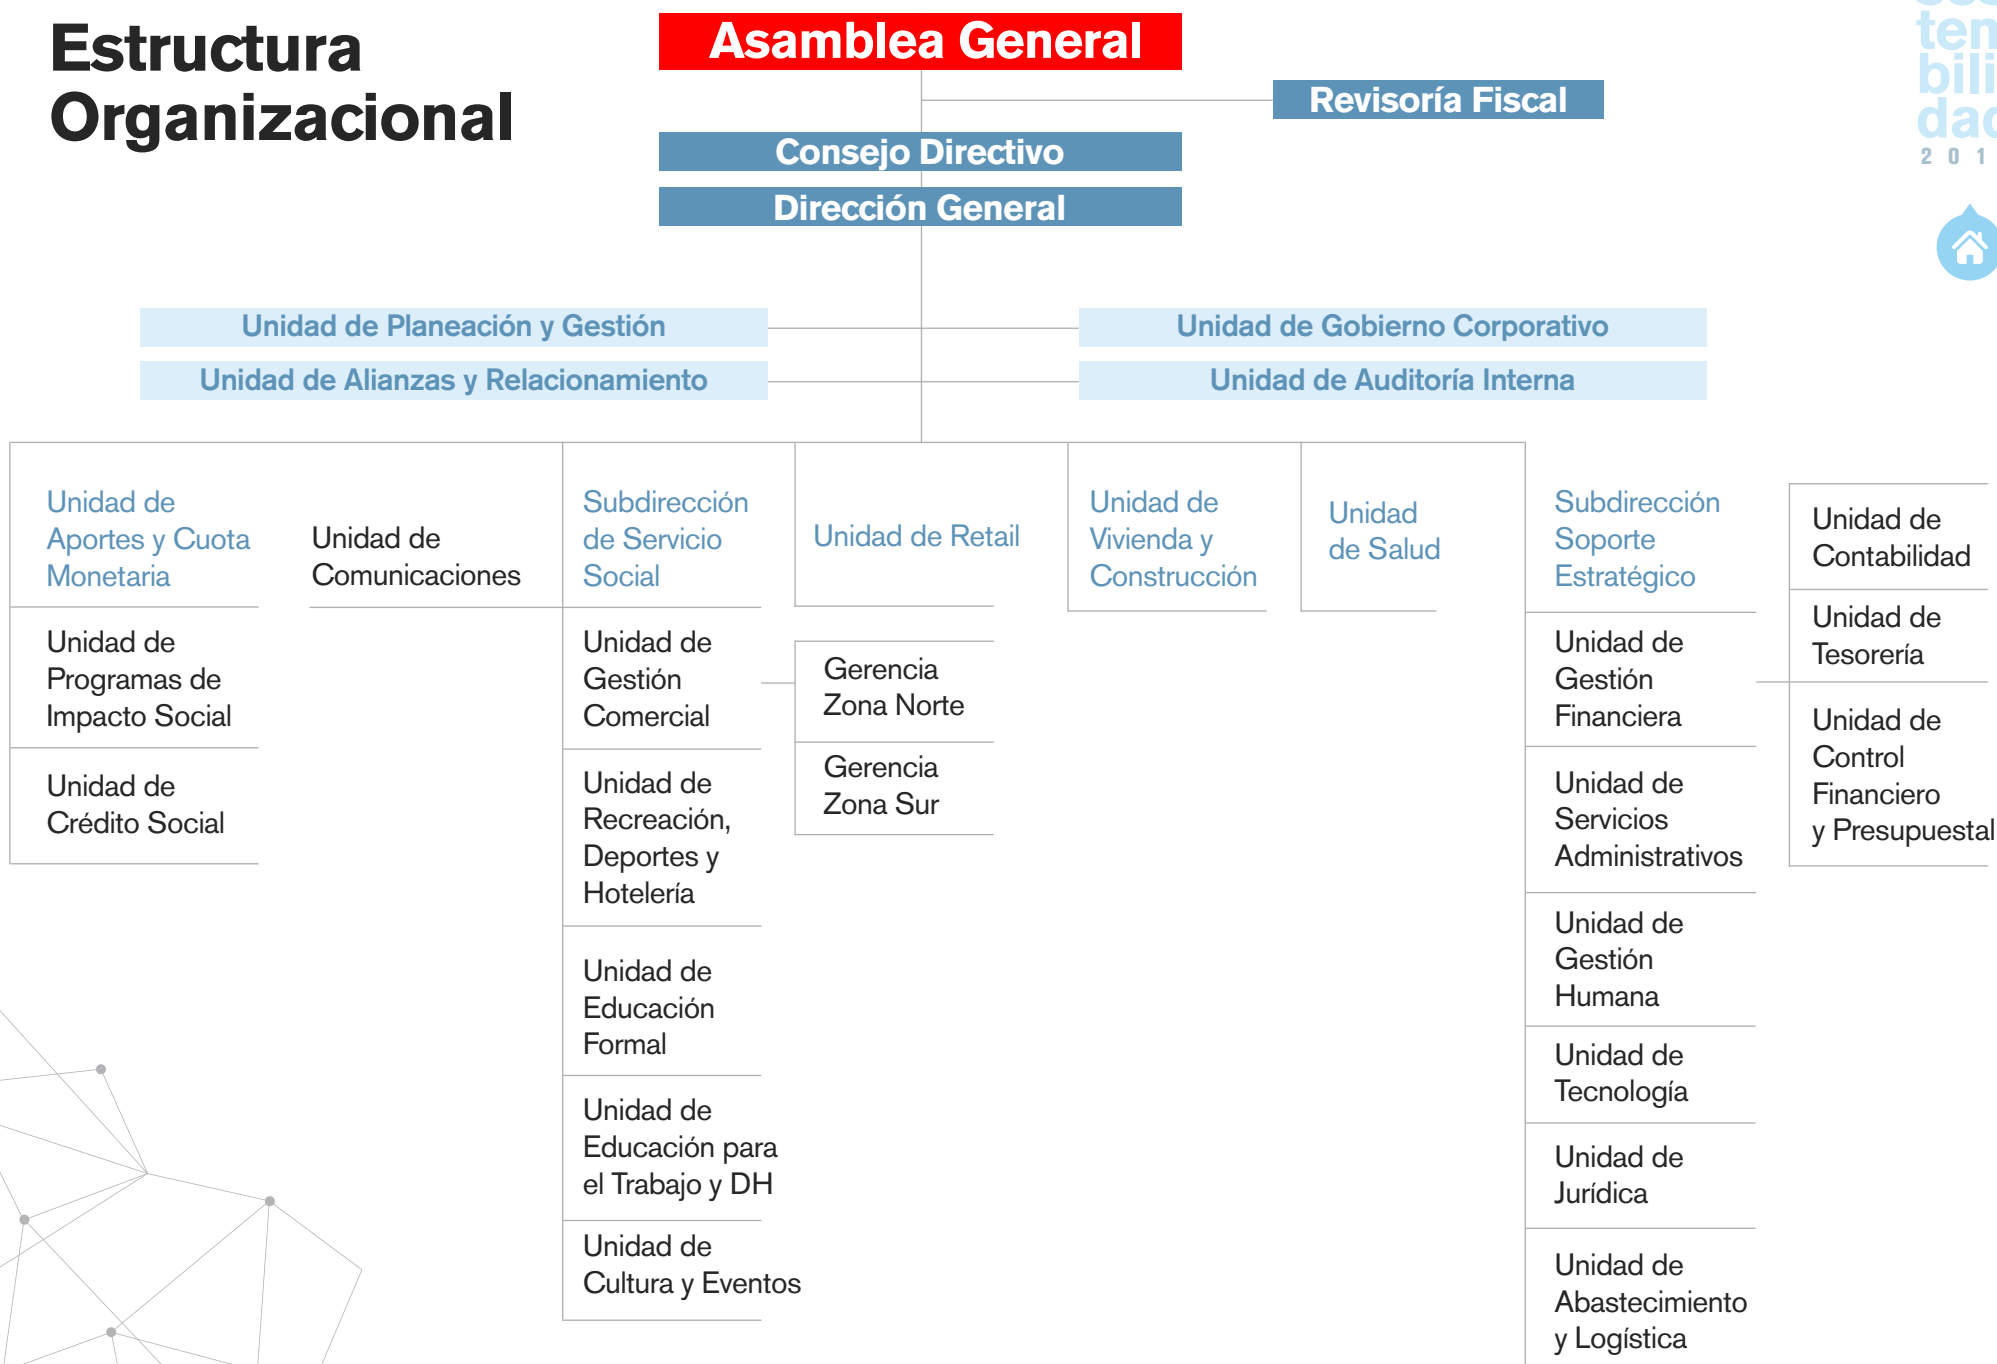 Estructura
Organizacional
Asamblea General
Revisoría Fiscal
Consejo Directivo
Dirección General
Unidad de Planeación y Gestión
Unidad de Gobierno Corporativo
Unidad de Alianzas y Relacionamiento
Unidad de Auditoría Interna
Unidad de
Aportes y Cuota
Monetaria
Unidad de
Programas de
Impacto Social
Unidad de
Crédito Social
Unidad de
Comunicaciones
Subdirección
de Servicio
Social
Unidad de
Gestión
Comercial
Unidad de
Recreación,
Deportes y
Hotelería
Unidad de
Educación
Formal
Unidad de
Educación para
el Trabajo y DH
Unidad de
Cultura y Eventos
Unidad de Retail
Gerencia
Zona Norte
Gerencia
Zona Sur
Unidad de
Vivienda y
Construcción
Unidad
de Salud
Subdirección
Soporte
Estratégico
Unidad de
Gestión
Financiera
Unidad de
Servicios
Administrativos
Unidad de
Gestión
Humana
Unidad de
Tecnología
Unidad de
Jurídica
Unidad de
Abastecimiento
y Logística
Unidad de
Contabilidad
Unidad de
Tesorería
Unidad de
Control
Financiero
y Presupuestal